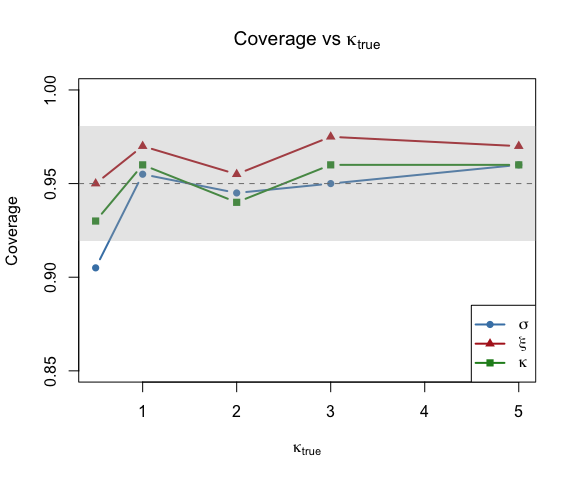 Coverage vs κtrue
Coverage
1.00
0.95
0.90
0.85
1 2 3 4 5
κtrue
σ
ξ
κ